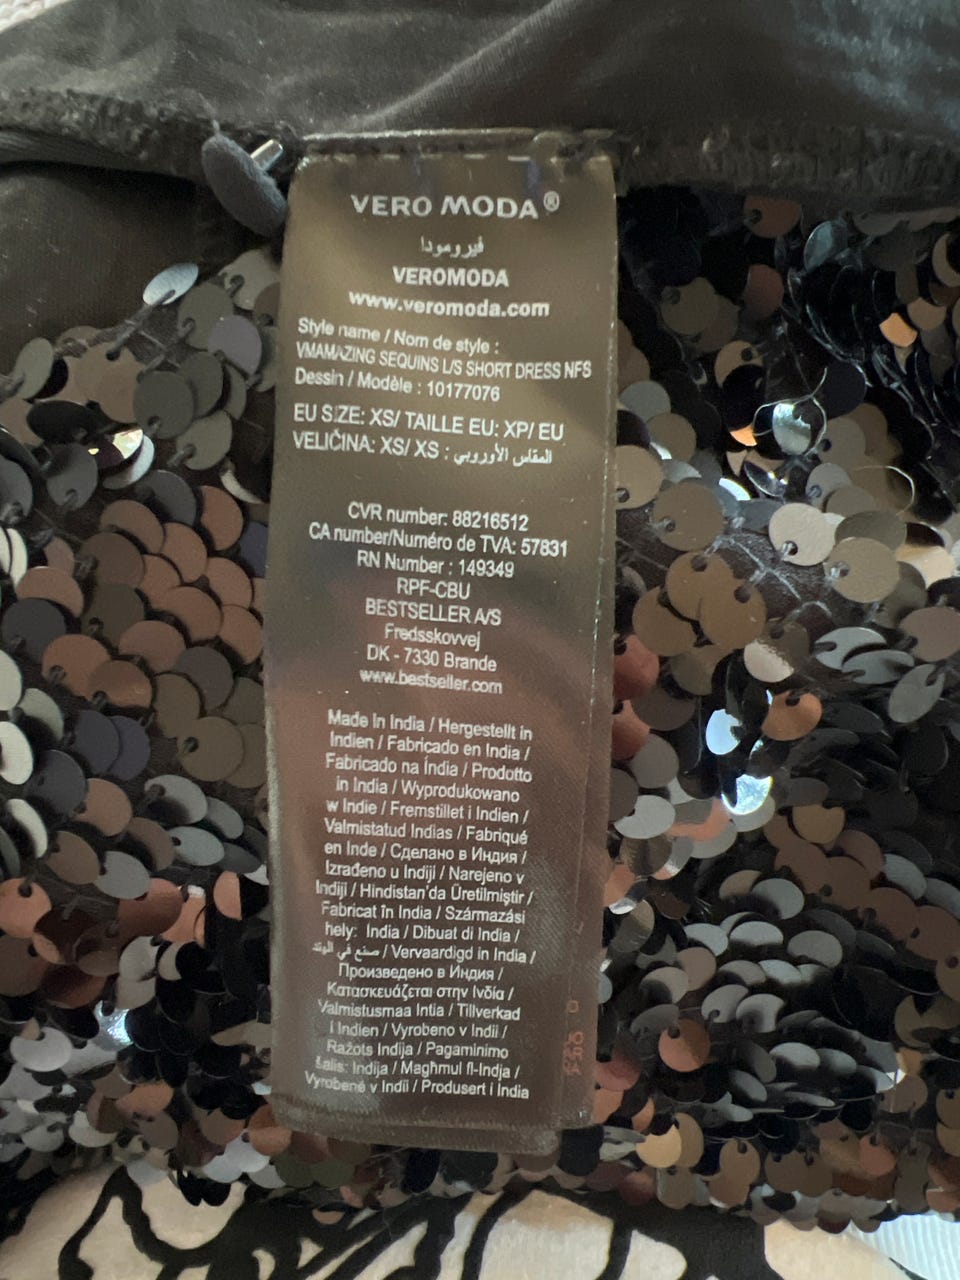 VERO MODA®
فيرومودا
VEROMODA
www.veromoda.com
Style name / Nom de style :
VMAMAZING SEQUINS L/S SHORT DRESS NFS
Dessin / Modèle : 10177076
EU SIZE: XS/ TAILLE EU: XP/ EU
VELIČINA: XS/ XS : المقاس الأوروبي
CVR number: 88216512
CA number/Numéro de TVA: 57831
RN Number : 149349
RPF-CBU
BESTSELLER A/S
Fredsskovvej
DK - 7330 Brande
www.bestseller.com
Made In India / Hergestellt in
Indien / Fabricado en India /
Fabricado na Índia / Prodotto
in India / Wyprodukowano
w Indie / Fremstillet i Indien /
Valmistatud Indias / Fabriqué
en Inde / Сделано в Индия /
Izrađeno u Indiji / Narejeno v
Indiji / Hindistan'da Üretilmiştir /
Fabricat în India / Származási
hely: India / Dibuat di India /
صنع في الهند / Vervaardigd in India /
Произведено в Индия /
Κατασκευάζεται στην Ινδία /
Valmistusmaa Intia / Tillverkad
i Indien / Vyrobeno v Indii /
Ražots Indija / Pagaminimo
šalis: Indija / Magħmul fl-Indja /
Vyrobené v Indii / Produsert i India